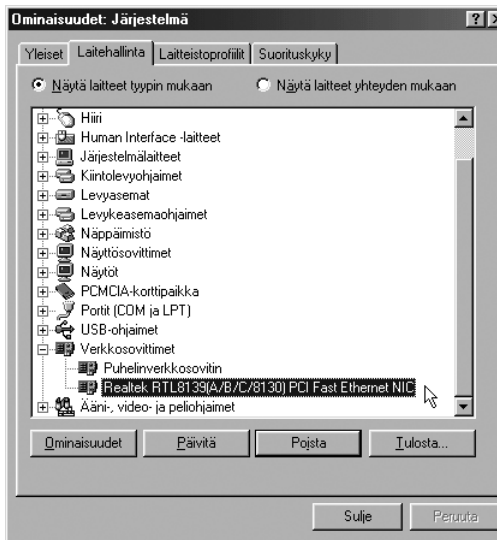 Ominaisuudet: Järjestelmä
Yleiset Laitehallinta Laitteistoprofiilit Suorituskyky
Näytä laitteet tyypin mukaan Näytä laitteet yhteyden mukaan
Hiiri
Human Interface -laitteet
Järjestelmälaitteet
Kiintolevyohjaimet
Levyasemat
Levykeasemaohjaimet
Näppäimistö
Näyttösovittimet
Näytöt
PCMCIA-korttipaikka
Portit (COM ja LPT)
USB-ohjaimet
Verkkosovittimet
Puhelinverkkosovitin
Realtek RTL8139(A/B/C/8130) PCI Fast Ethernet NIC
Ääni-, video- ja peliohjaimet
Ominaisuudet Päivitä Poista Tulosta...
Sulje Peruuta